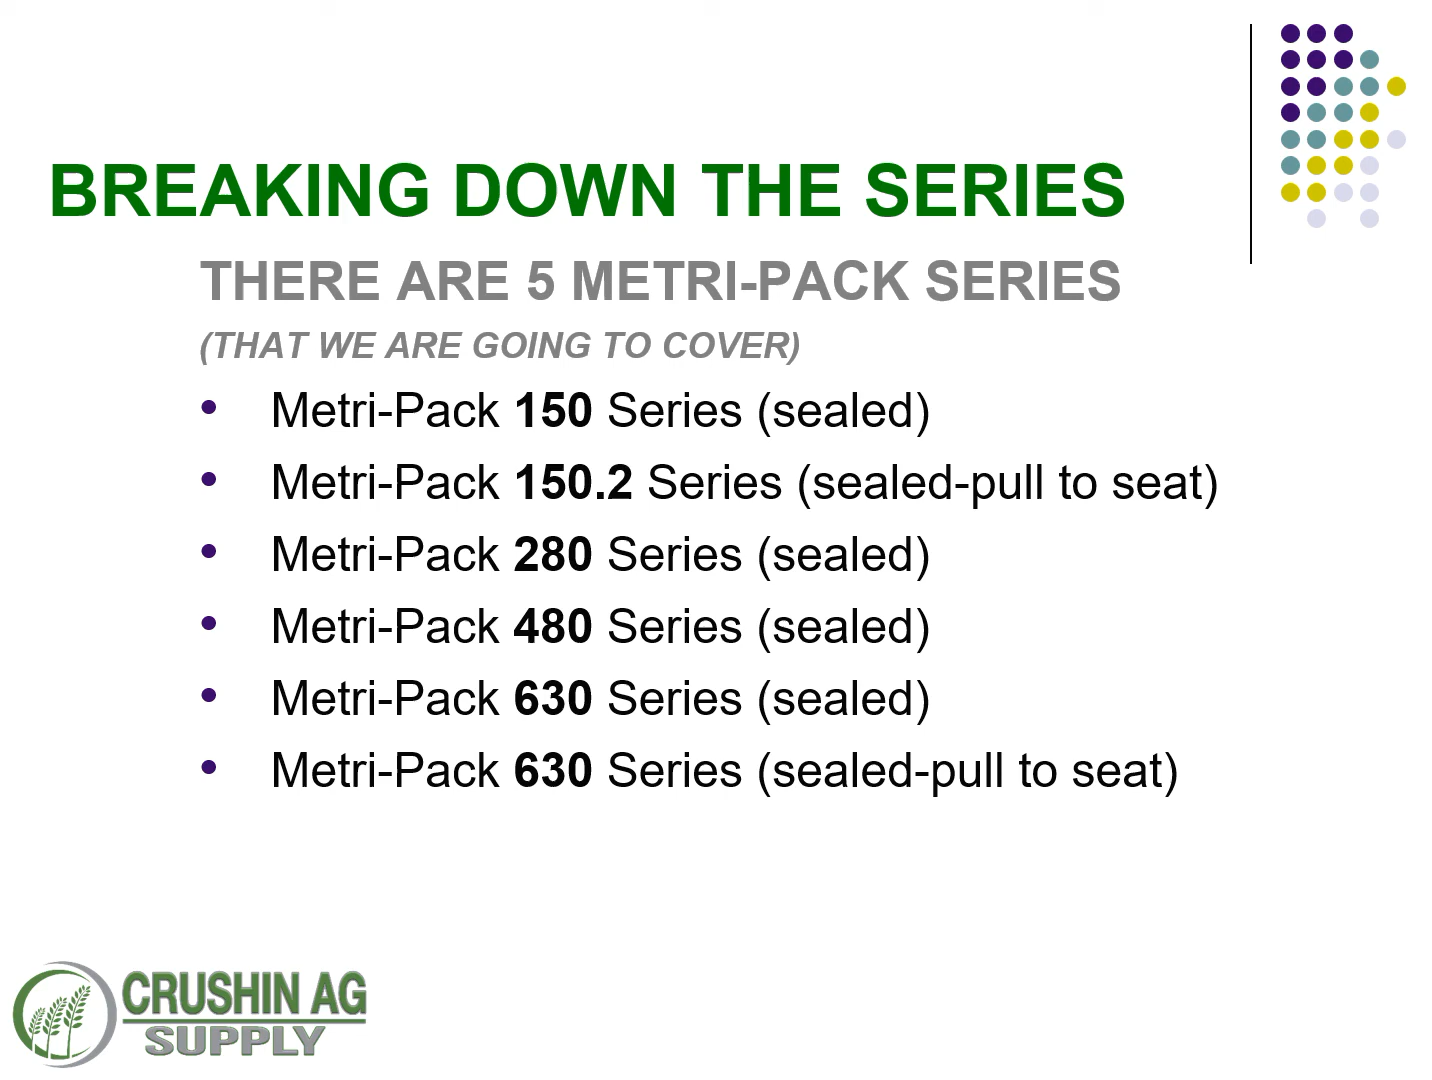 BREAKING DOWN THE SERIES
THERE ARE 5 METRI-PACK SERIES
(THAT WE ARE GOING TO COVER)
• Metri-Pack 150 Series (sealed)
• Metri-Pack 150.2 Series (sealed-pull to seat)
• Metri-Pack 280 Series (sealed)
• Metri-Pack 480 Series (sealed)
• Metri-Pack 630 Series (sealed)
• Metri-Pack 630 Series (sealed-pull to seat)
CRUSHIN AG
SUPPLY